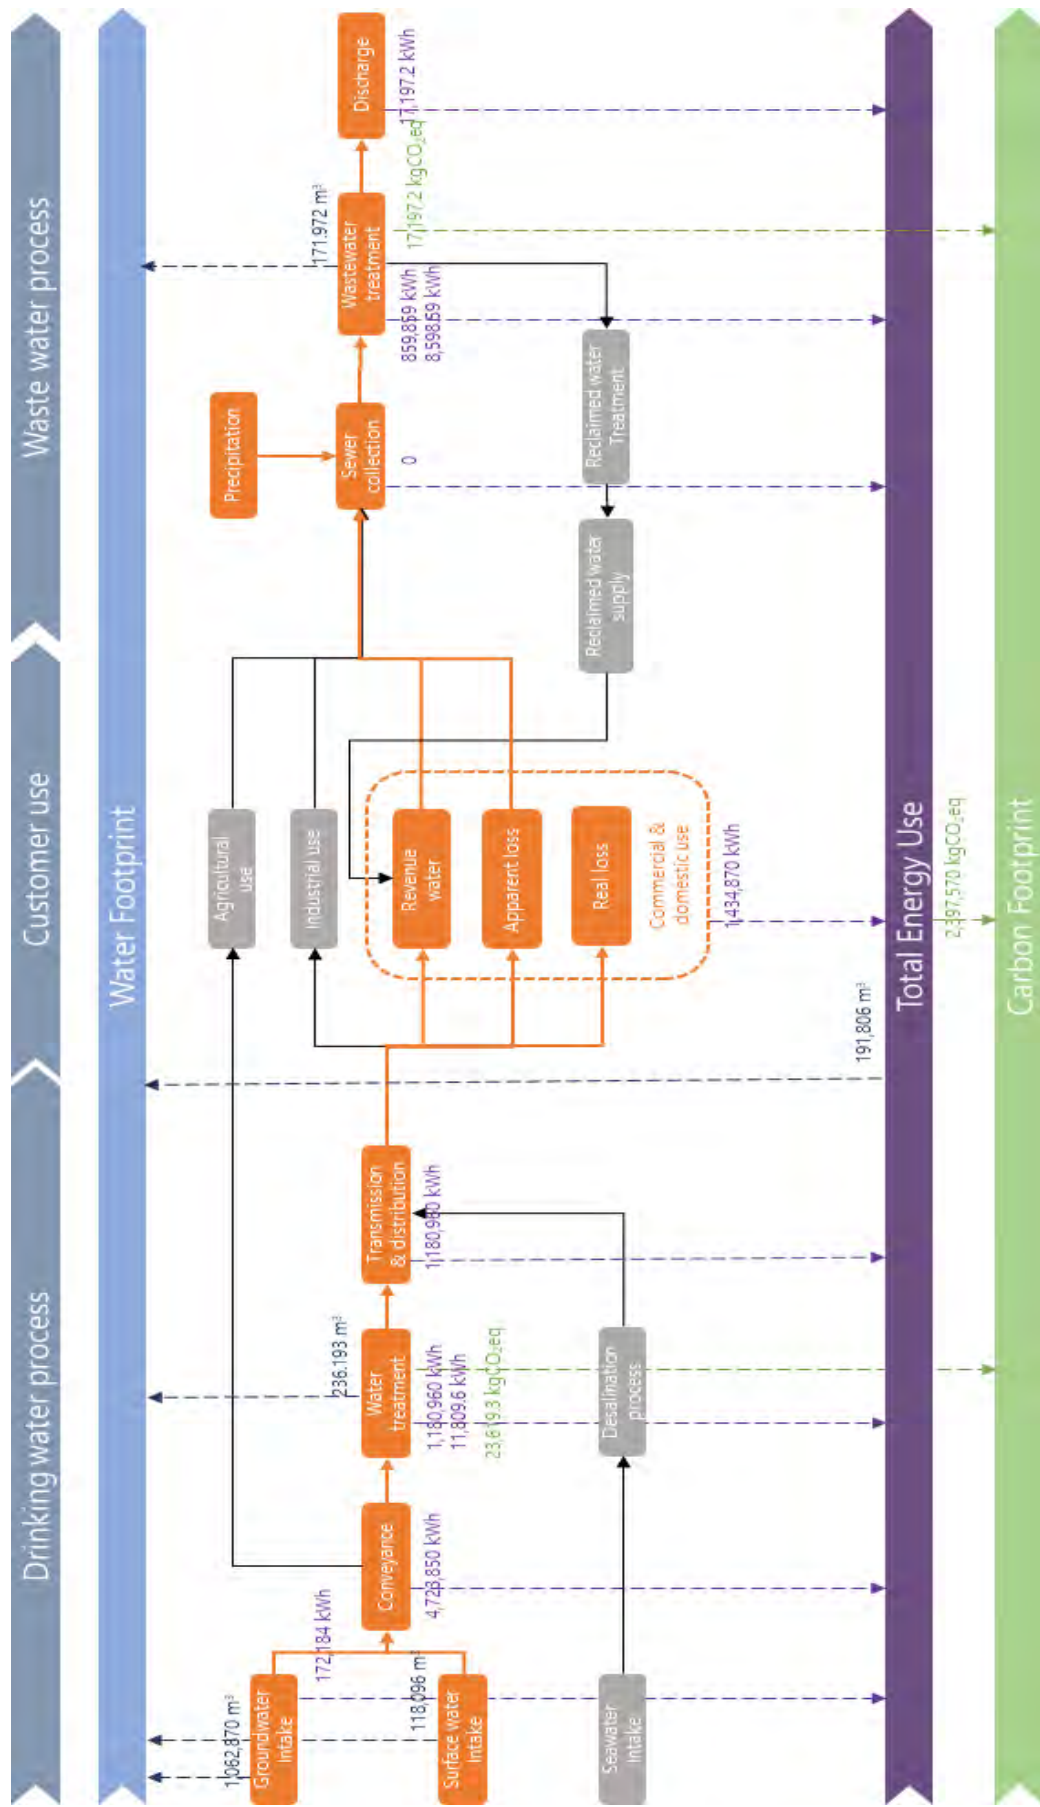 Drinking water process
Customer use
Waste water process
Water Footprint
1,062,870 m³
118,096 m³
236.193 m³
191,806 m³
171.972 m³
Groundwater
intake
Surface water
intake
Seawater
intake
172,184 kWh
Conveyance
4,723,850 kWh
Water
treatment
1,180,960 kWh
11,809.6 kWh
23,619.3 kgCO₂eq
Desalination
process
Transmission
& distribution
1,180,960 kWh
Agricultural
use
Industrial use
Revenue
water
Apparent loss
Real loss
Commercial &
domestic use
1,434,870 kWh
Precipitation
Sewer
collection
0
Wastewater
treatment
859,859 kWh
8,598.59 kWh
17,197.2 kgCO₂eq
Discharge
17,197.2 kWh
Reclaimed water
Treatment
Reclaimed water
supply
Total Energy Use
2,397,570 kgCO₂eq
Carbon Footprint